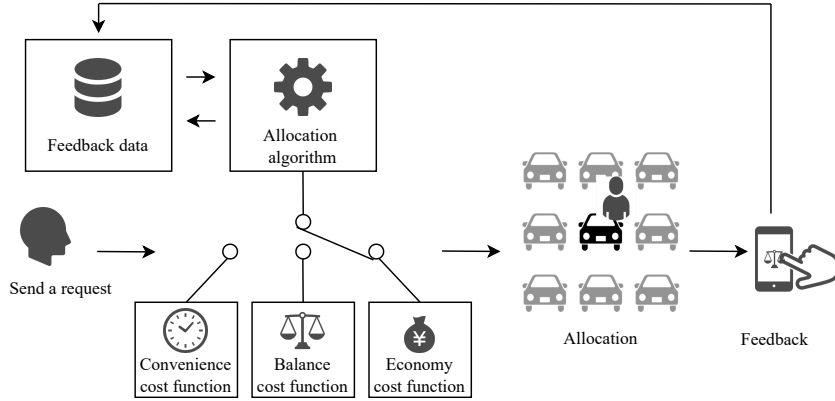 Feedback data
Allocation
algorithm
Send a request
Convenience
cost function
Balance
cost function
¥
Economy
cost function
Allocation
Feedback